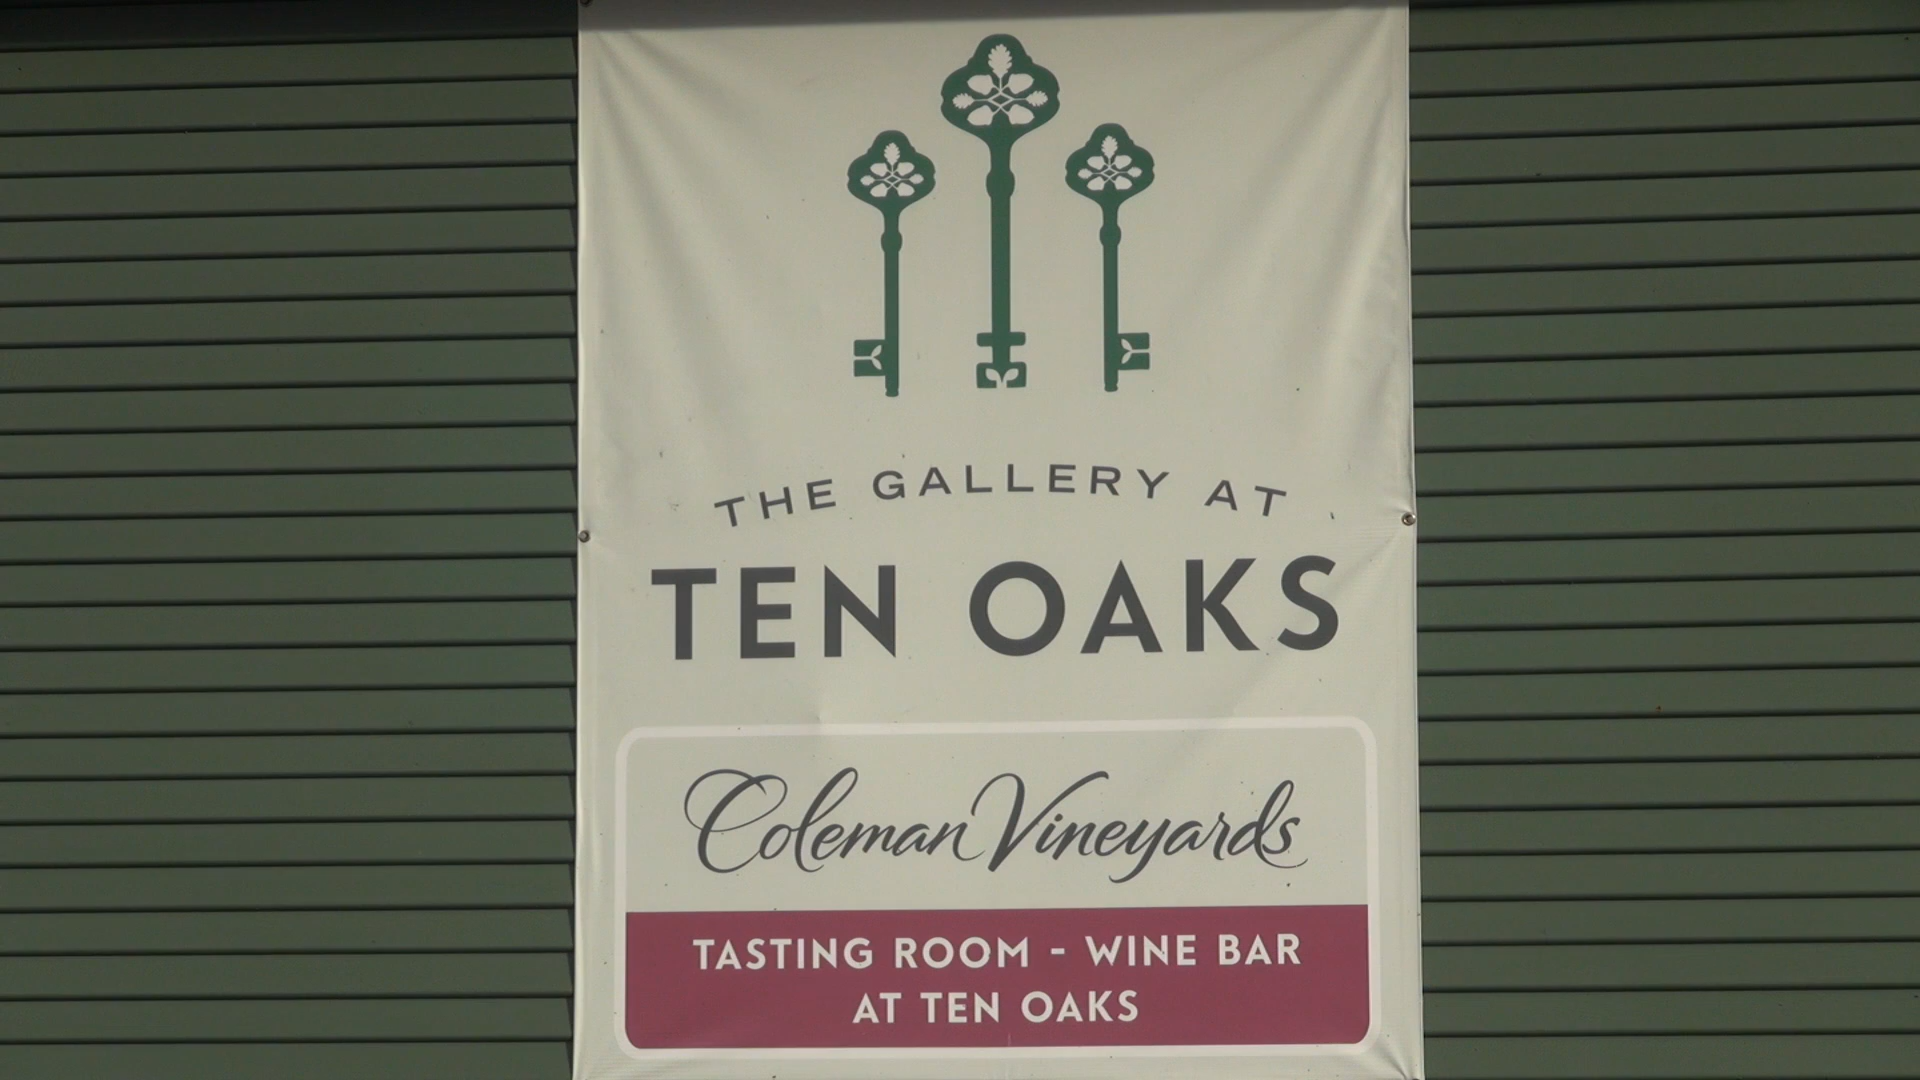 THE GALLERY AT
TEN OAKS
Coleman Vineyards
TASTING ROOM - WINE BAR
AT TEN OAKS